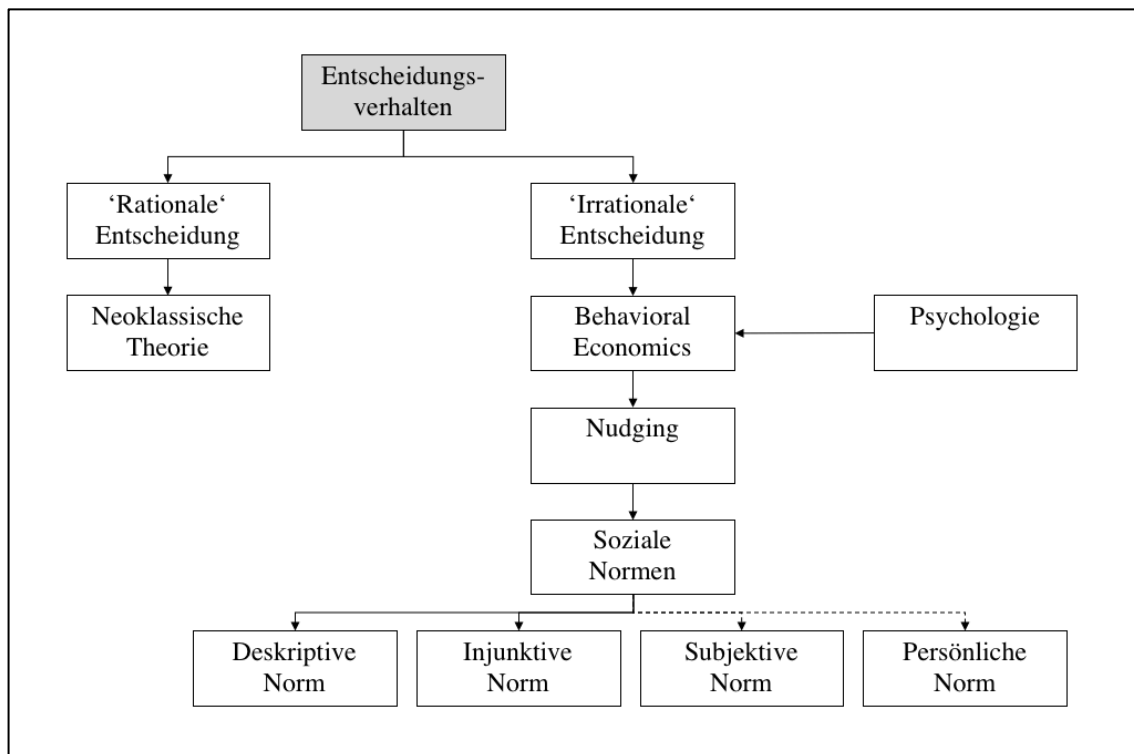 Entscheidungs-
verhalten
‘Rationale‘
Entscheidung
‘Irrationale‘
Entscheidung
Neoklassische
Theorie
Behavioral
Economics
Psychologie
Nudging
Soziale
Normen
Deskriptive
Norm
Injunktive
Norm
Subjektive
Norm
Persönliche
Norm